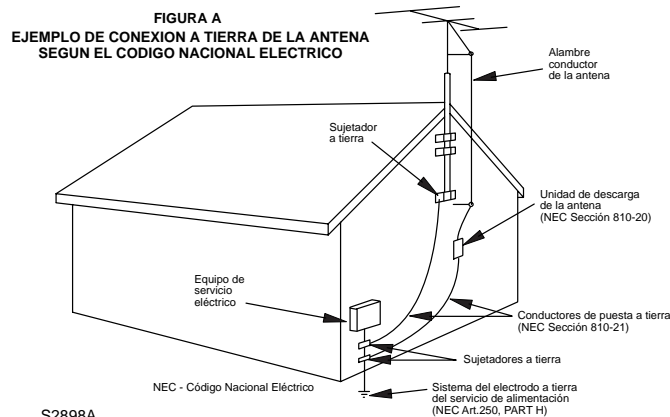 FIGURA A
EJEMPLO DE CONEXION A TIERRA DE LA ANTENA
SEGUN EL CODIGO NACIONAL ELECTRICO
Alambre
conductor
de la antena
Sujetador
a tierra
Unidad de descarga
de la antena
(NEC Sección 810-20)
Equipo de
servicio
eléctrico
Conductores de puesta a tierra
(NEC Sección 810-21)
Sujetadores a tierra
NEC - Código Nacional Eléctrico
Sistema del electrodo a tierra
del servicio de alimentación
(NEC Art.250, PART H)
S2898A